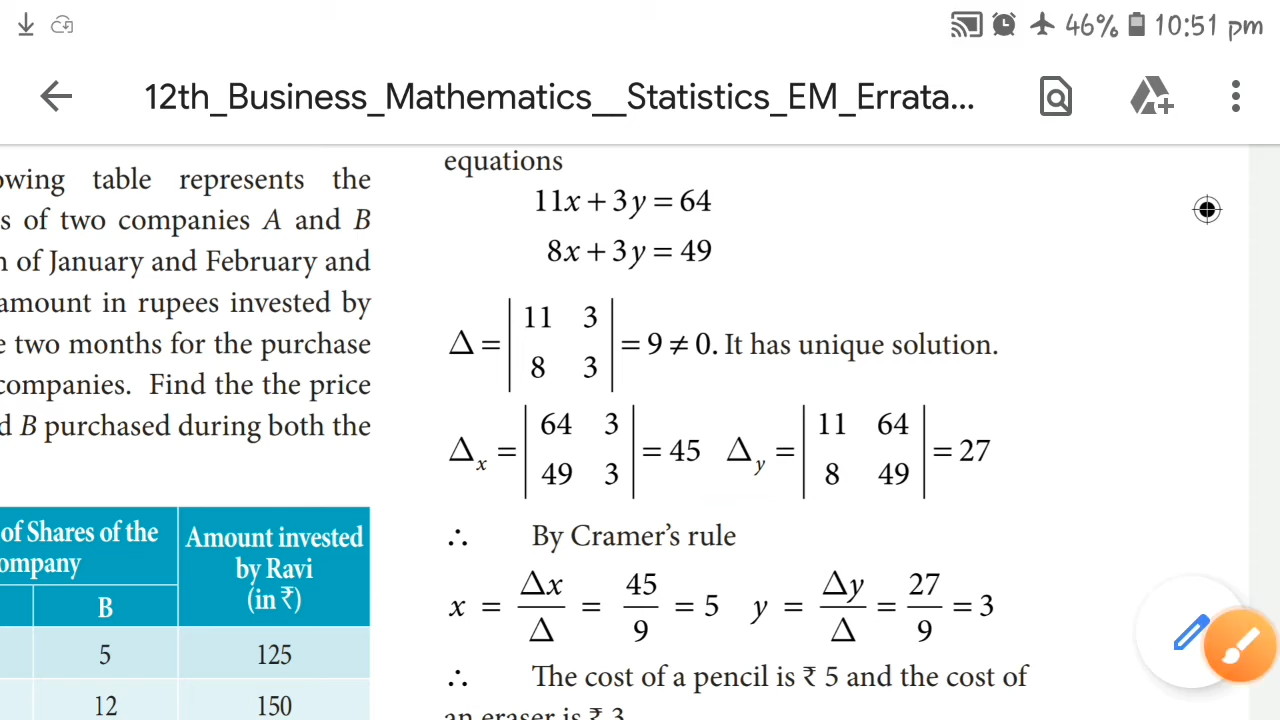 46% 10:51 pm
12th_Business_Mathematics__Statistics_EM_Errata...
owing table represents the
s of two companies A and B
of January and February and
amount in rupees invested by
e two months for the purchase
companies. Find the the price
d B purchased during both the
of Shares of the
ompany
Amount invested
by Ravi
(in ₹)
B
5 125
12 150
equations
11x + 3y = 64
8x + 3y = 49
Δ = | 11 3 | = 9 ≠ 0. It has unique solution.
| 8 3 |
Δx = | 64 3 | = 45 Δy = | 11 64 | = 27
| 49 3 | | 8 49 |
∴ By Cramer's rule
x = Δx/Δ = 45/9 = 5 y = Δy/Δ = 27/9 = 3
∴ The cost of a pencil is ₹ 5 and the cost of
an eraser is ₹ 3